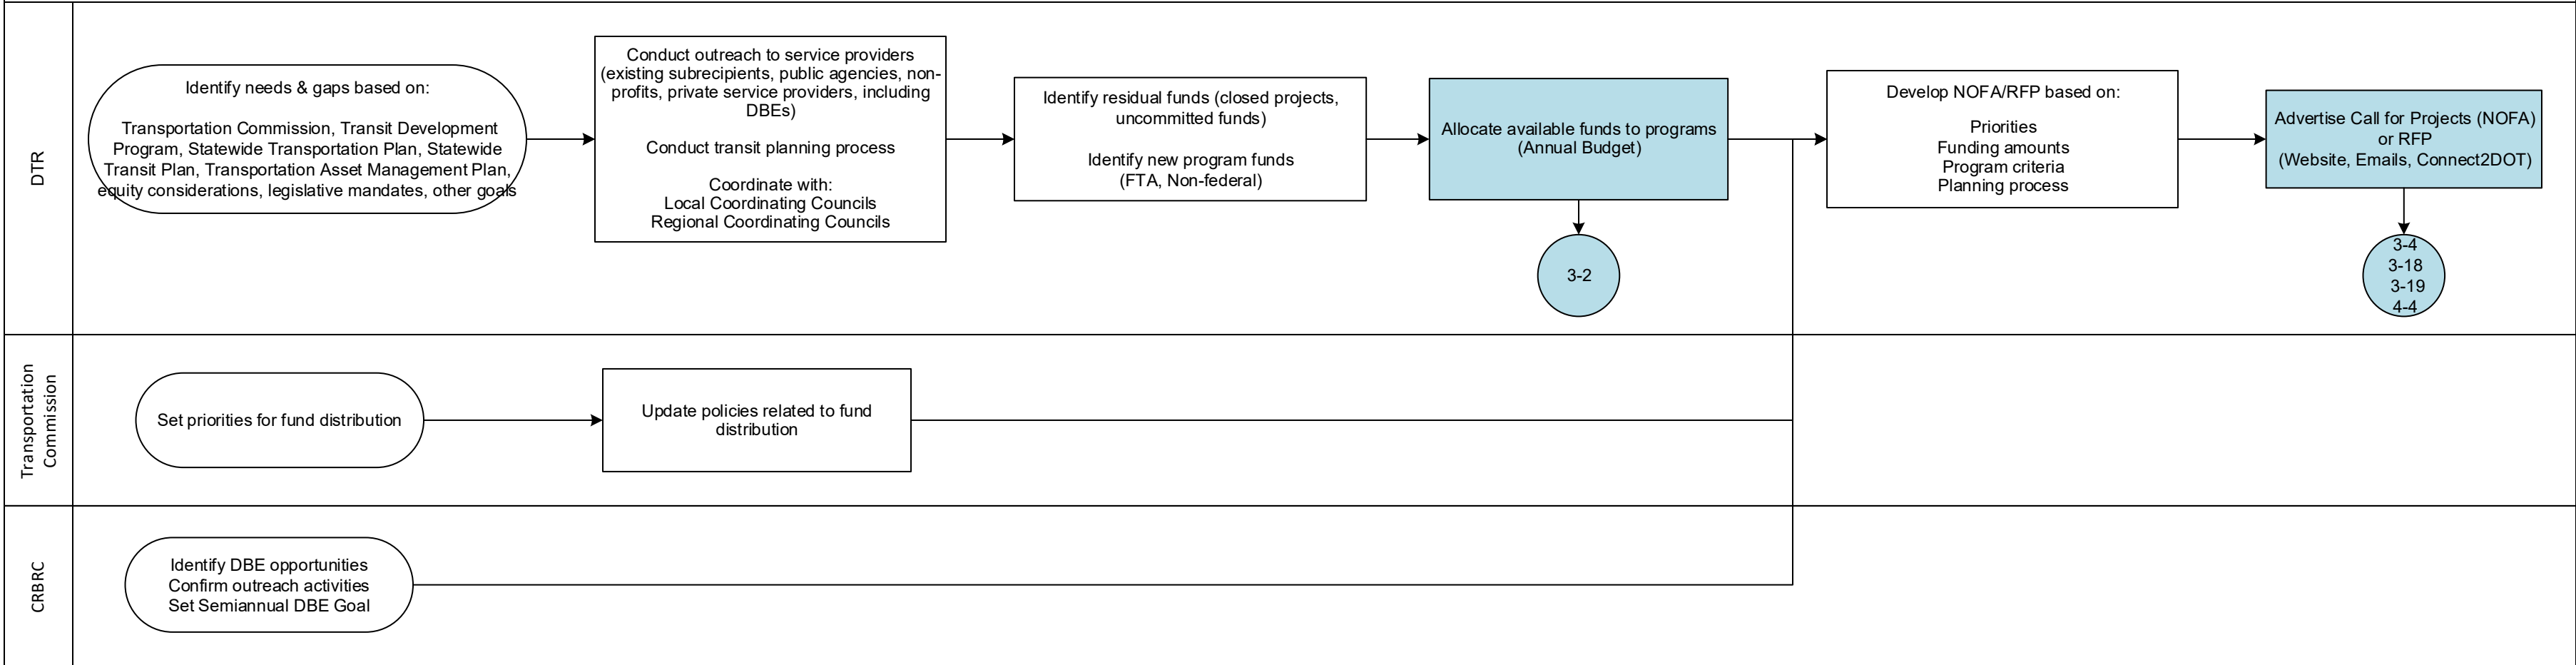 DTR
Identify needs & gaps based on:
Transportation Commission, Transit Development
Program, Statewide Transportation Plan, Statewide
Transit Plan, Transportation Asset Management Plan,
equity considerations, legislative mandates, other goals
Conduct outreach to service providers
(existing subrecipients, public agencies, non-
profits, private service providers, including
DBEs)
Conduct transit planning process
Coordinate with:
Local Coordinating Councils
Regional Coordinating Councils
Identify residual funds (closed projects,
uncommitted funds)
Identify new program funds
(FTA, Non-federal)
Allocate available funds to programs
(Annual Budget)
3-2
Develop NOFA/RFP based on:
Priorities
Funding amounts
Program criteria
Planning process
Advertise Call for Projects (NOFA)
or RFP
(Website, Emails, Connect2DOT)
3-4
3-18
3-19
4-4
Transportation
Commission
Set priorities for fund distribution
Update policies related to fund
distribution
CRBRC
Identify DBE opportunities
Confirm outreach activities
Set Semiannual DBE Goal